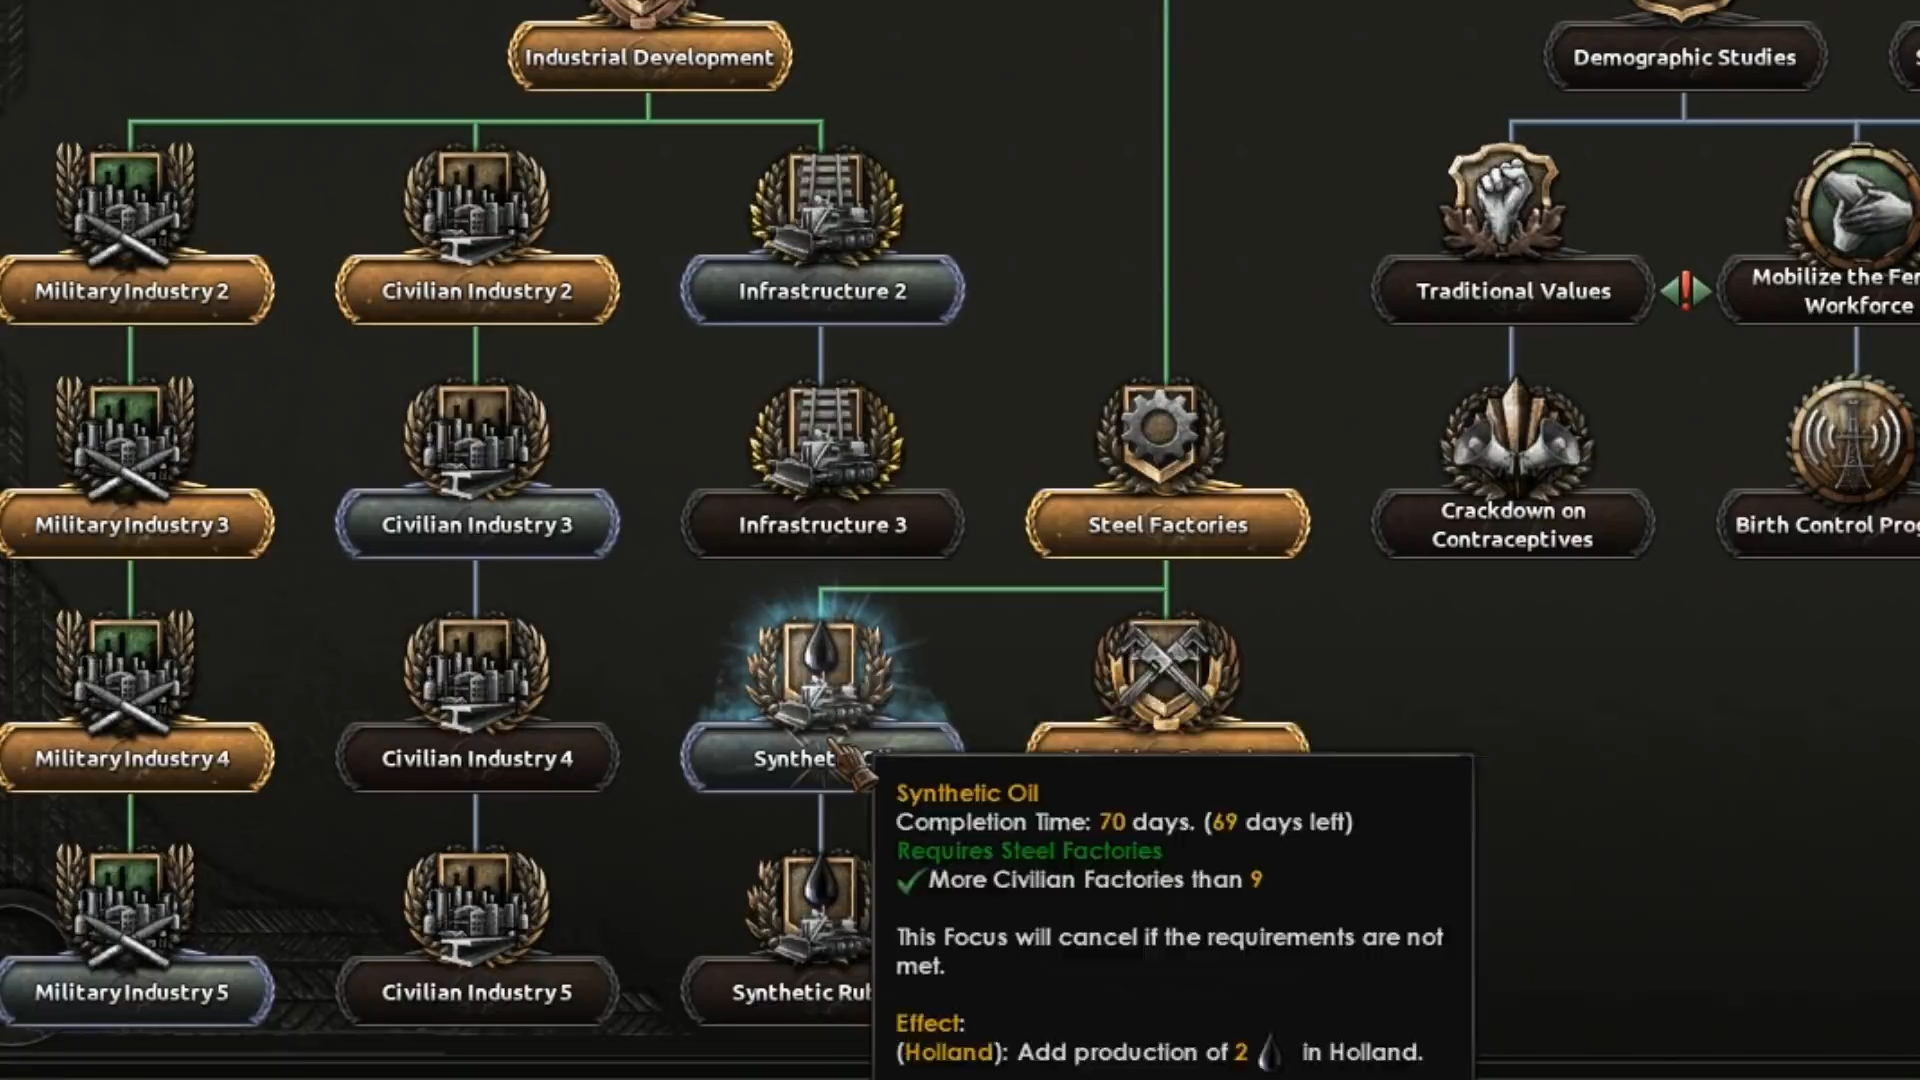 Industrial Development
Demographic Studies
Military Industry 2
Civilian Industry 2
Infrastructure 2
Traditional Values
Mobilize the
Workforce
Military Industry 3
Civilian Industry 3
Infrastructure 3
Steel Factories
Crackdown on
Contraceptives
Birth Control
Military Industry 4
Civilian Industry 4
Military Industry 5
Civilian Industry 5
Synthetic
Synthetic Oil
Completion Time: 70 days. (69 days left)
Requires Steel Factories
More Civilian Factories than 9
This Focus will cancel if the requirements are not
met.
Effect:
(Holland): Add production of 2 in Holland.